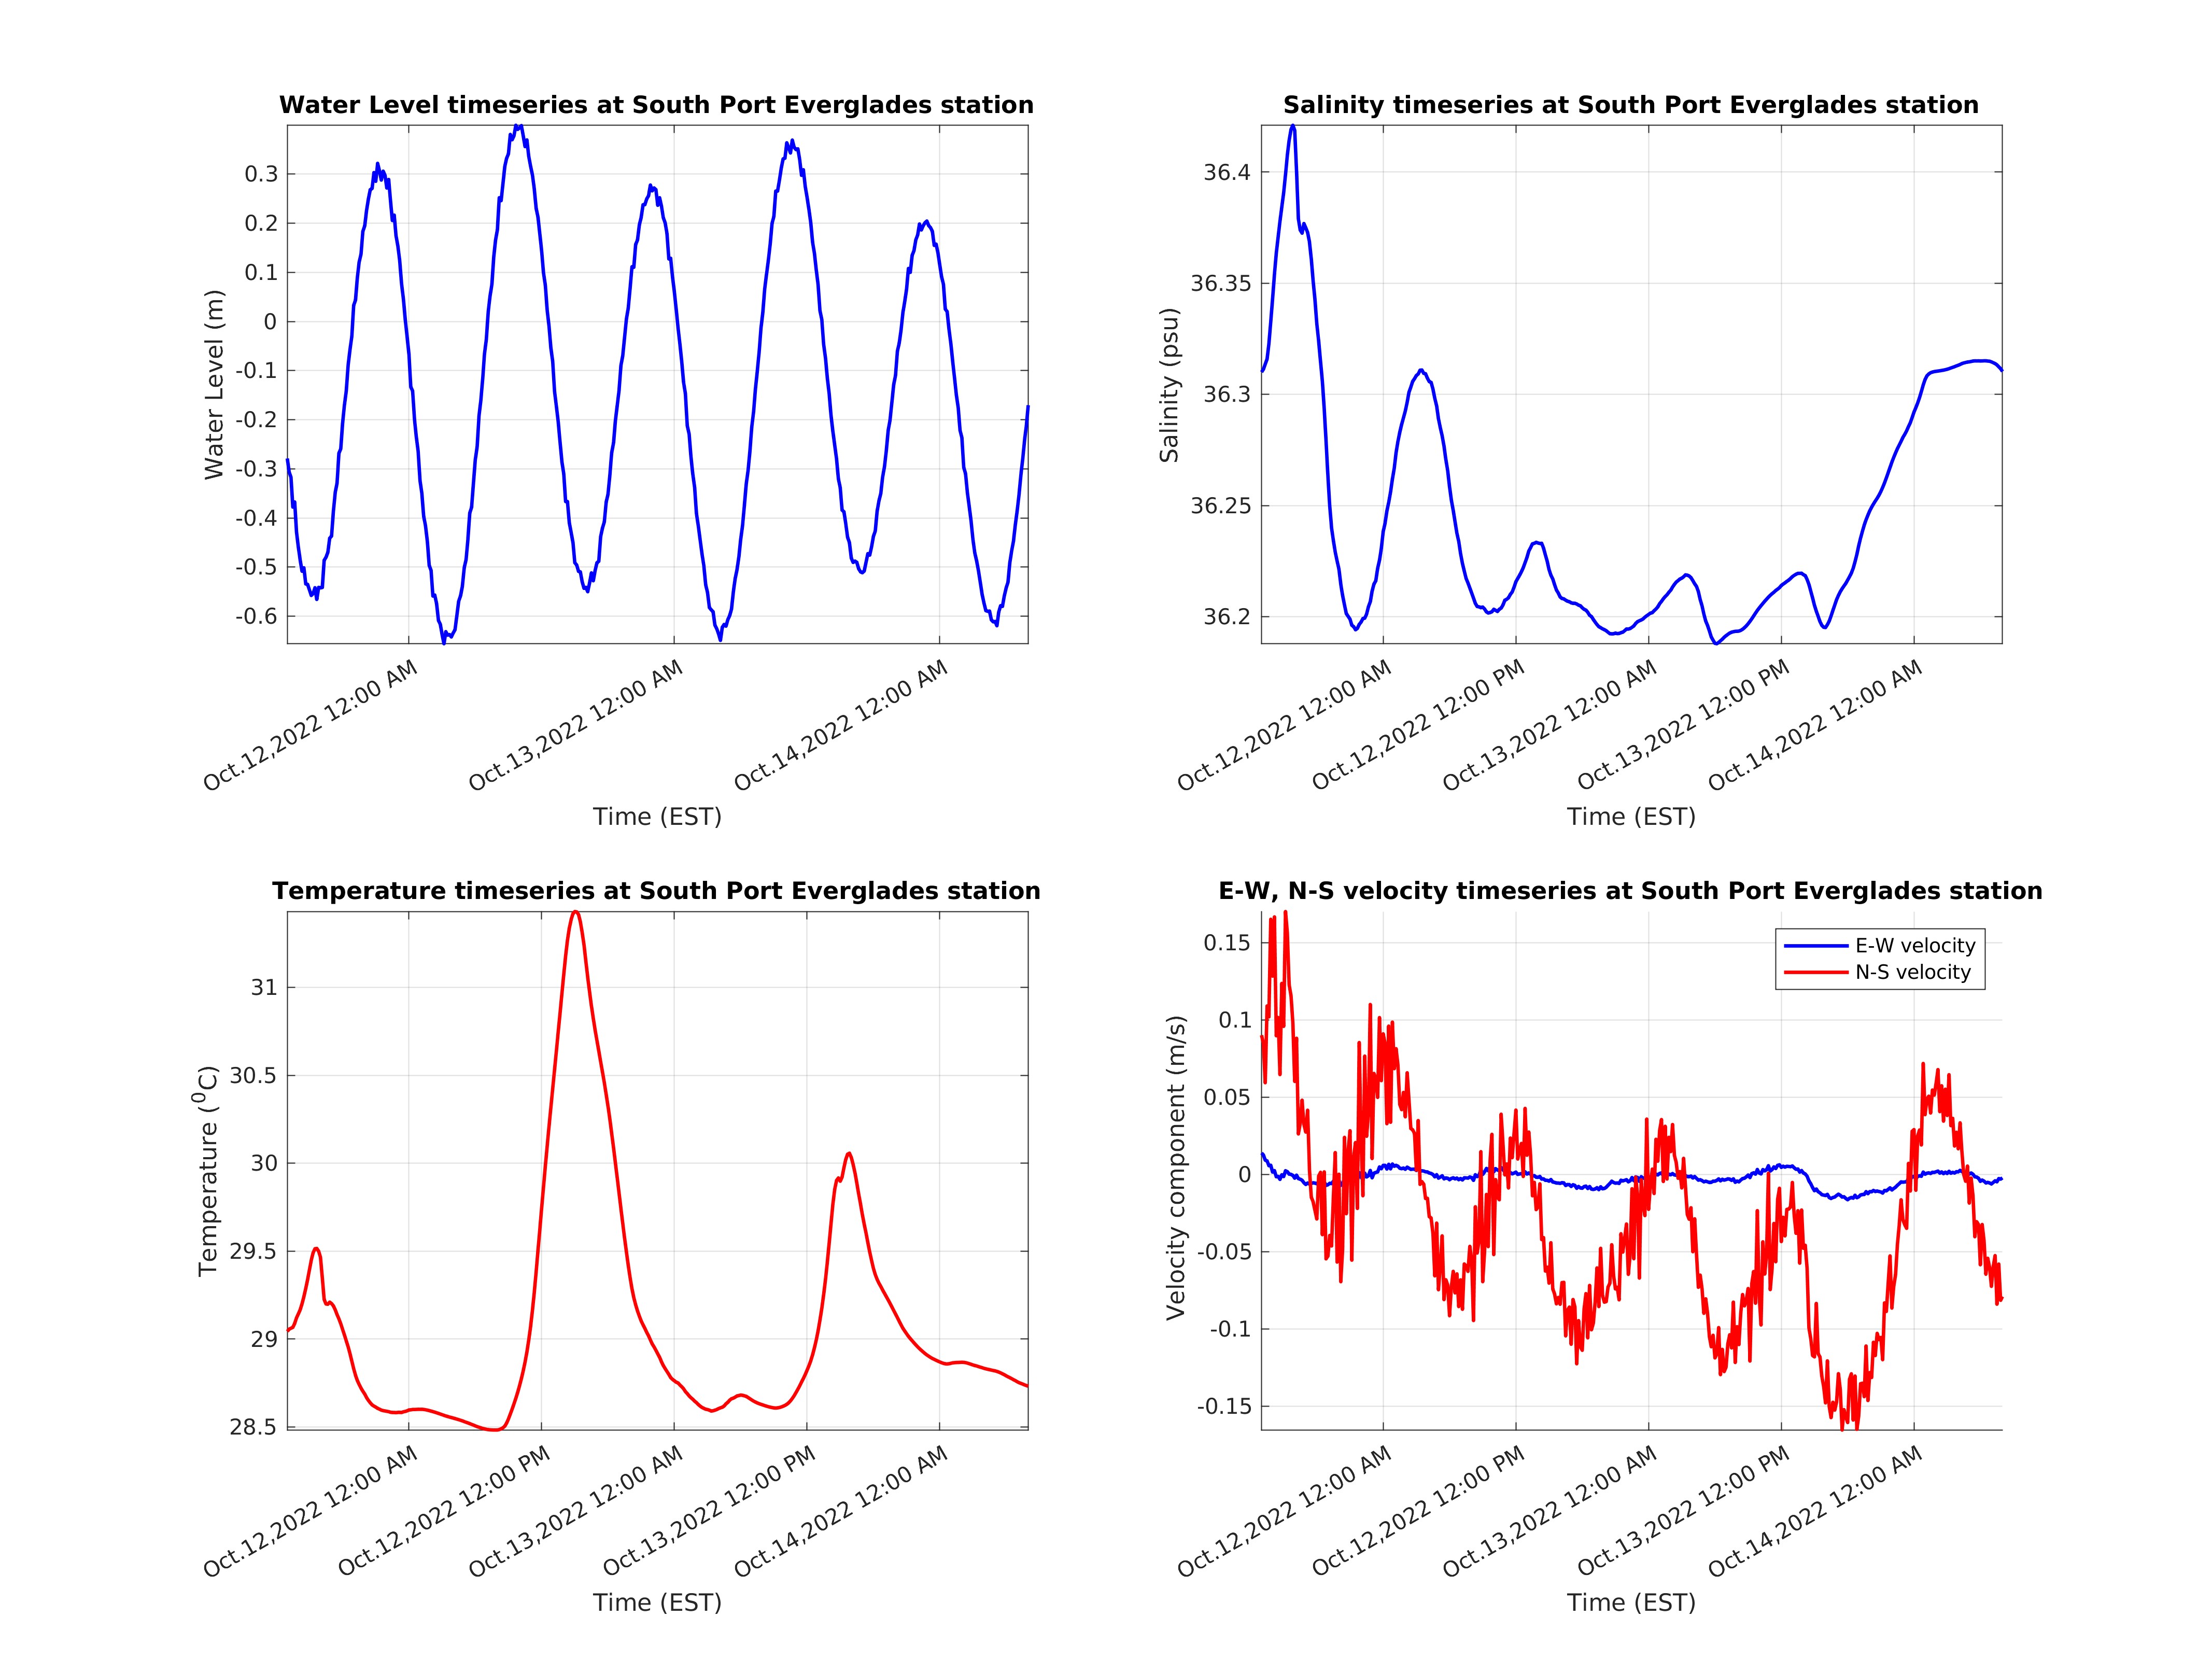 Water Level timeseries at South Port Everglades station
0.3
0.2
0.1
0
-0.1
-0.2
-0.3
-0.4
-0.5
-0.6
Water Level (m)
Oct.12,2022 12:00 AM
Oct.13,2022 12:00 AM
Oct.14,2022 12:00 AM
Time (EST)
Salinity timeseries at South Port Everglades station
36.4
36.35
36.3
36.25
36.2
Salinity (psu)
Oct.12,2022 12:00 AM
Oct.12,2022 12:00 PM
Oct.13,2022 12:00 AM
Oct.13,2022 12:00 PM
Oct.14,2022 12:00 AM
Time (EST)
Temperature timeseries at South Port Everglades station
31
30.5
30
29.5
29
28.5
Temperature (⁰C)
Oct.12,2022 12:00 AM
Oct.12,2022 12:00 PM
Oct.13,2022 12:00 AM
Oct.13,2022 12:00 PM
Oct.14,2022 12:00 AM
Time (EST)
E-W, N-S velocity timeseries at South Port Everglades station
E-W velocity
N-S velocity
0.15
0.1
0.05
0
-0.05
-0.1
-0.15
Velocity component (m/s)
Oct.12,2022 12:00 AM
Oct.12,2022 12:00 PM
Oct.13,2022 12:00 AM
Oct.13,2022 12:00 PM
Oct.14,2022 12:00 AM
Time (EST)